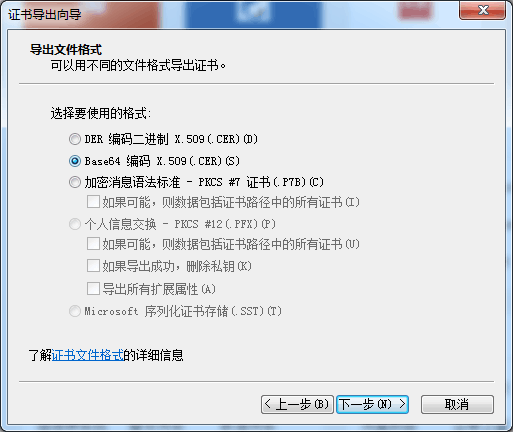 证书导出向导
导出文件格式
可以用不同的文件格式导出证书。
选择要使用的格式:
DER 编码二进制 X.509(.CER)(D)
Base64 编码 X.509(.CER)(S)
加密消息语法标准 - PKCS #7 证书(.P7B)(C)
如果可能，则数据包括证书路径中的所有证书(I)
个人信息交换 - PKCS #12(.PFX)(P)
如果可能，则数据包括证书路径中的所有证书(U)
如果导出成功，删除私钥(K)
导出所有扩展属性(A)
Microsoft 序列化证书存储(.SST)(T)
了解证书文件格式的详细信息
< 上一步(B) 下一步(N) > 取消